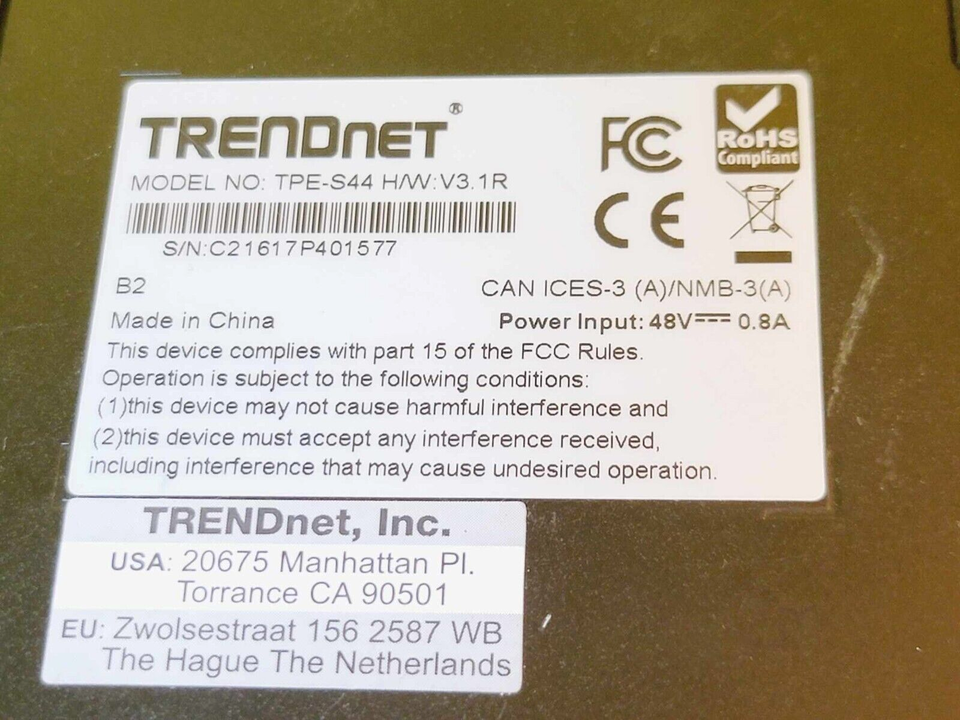 TRENDnet®
FC
RoHS
Compliant
MODEL NO: TPE-S44 H/W:V3.1R
CE
S/N:C21617P401577
B2
CAN ICES-3 (A)/NMB-3(A)
Made in China
Power Input: 48V⎓ 0.8A
This device complies with part 15 of the FCC Rules.
Operation is subject to the following conditions:
(1)this device may not cause harmful interference and
(2)this device must accept any interference received,
including interference that may cause undesired operation.
TRENDnet, Inc.
USA: 20675 Manhattan Pl.
Torrance CA 90501
EU: Zwolsestraat 156 2587 WB
The Hague The Netherlands